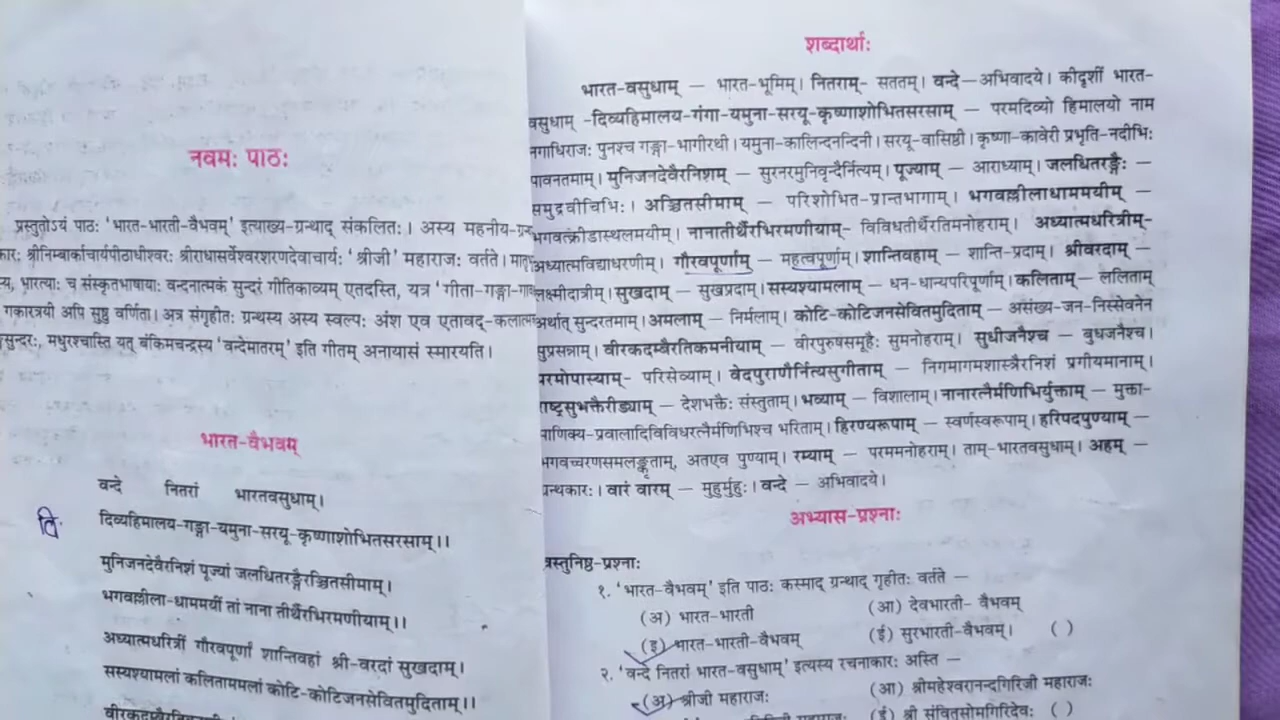 नवमः पाठः
प्रस्तुतोऽयं पाठः 'भारत-भारती-वैभवम्' इत्याख्य-ग्रन्थाद् संकलितः। अस्य महनीय-ग्रन्थ
कारः श्रीनिम्बार्काचार्यपीठाधीश्वरः श्रीराधासर्वेश्वरशरणदेवाचार्यः 'श्रीजी' महाराजः वर्तते। मातृ
स्य, भारत्याः च संस्कृतभाषायाः वन्दनात्मकं सुन्दरं गीतिकाव्यम् एतदस्ति, यत्र 'गीता-गङ्गा-गाय
गकारत्रयी अपि सुष्ठु वर्णिता। अत्र संगृहीतः ग्रन्थस्य अस्य स्वल्पः अंश एव एतावद्-कलात्म
सुन्दरः, मधुरश्चास्ति यत् बंकिमचन्द्रस्य 'वन्देमातरम्' इति गीतम् अनायासं स्मारयति।
भारत-वैभवम्
वन्दे नितरां भारतवसुधाम्।
दिव्यहिमालय-गङ्गा-यमुना-सरयू-कृष्णाशोभितसरसाम्।।
मुनिजनदेवैरनिशं पूज्यां जलधितरङ्गैरञ्चितसीमाम्।
भगवल्लीला-धाममयीं तां नाना तीर्थैरभिरमणीयाम्।।
अध्यात्मधरित्रीं गौरवपूर्णां शान्तिवहां श्री-वरदां सुखदाम्।
सस्यश्यामलां कलिताममलां कोटि-कोटिजनसेवितमुदिताम्।।
शब्दार्थाः
भारत-वसुधाम् – भारत-भूमिम्। नितराम्- सततम्। वन्दे – अभिवादये। कीदृशीं भारत-
वसुधाम् -दिव्यहिमालय-गंगा-यमुना-सरयू-कृष्णाशोभितसरसाम् – परमदिव्यो हिमालयो नाम
नगाधिराजः पुनश्च गङ्गा-भागीरथी। यमुना-कालिन्दनन्दिनी। सरयू-वासिष्ठी। कृष्णा-कावेरी प्रभृति-नदीभिः
पावनतमाम्। मुनिजनदेवैरनिशम् – सुरनरमुनिवृन्दैर्नित्यम्। पूज्याम् – आराध्याम्। जलधितरङ्गैः –
समुद्रवीचिभिः। अञ्चितसीमाम् – परिशोभित-प्रान्तभागाम्। भगवल्लीलाधाममयीम् –
भगवत्क्रीडास्थलमयीम्। नानातीर्थैरभिरमणीयाम्- विविधतीर्थैरतिमनोहराम्। अध्यात्मधरित्रीम्-
अध्यात्मविद्याधरणीम्। गौरवपूर्णाम् – महत्वपूर्णाम्। शान्तिवहाम् – शान्ति-प्रदाम्। श्रीवरदाम् –
लक्ष्मीदात्रीम्। सुखदाम् – सुखप्रदाम्। सस्यश्यामलाम् – धन-धान्यपरिपूर्णाम्। कलिताम् – ललिताम्
अर्थात् सुन्दरतमाम्। अमलाम् – निर्मलाम्। कोटि-कोटिजनसेवितमुदिताम् – असंख्य-जन-निस्सेवनेन
सुप्रसन्नाम्। वीरकदम्बैरतिकमनीयाम् – वीरपुरुषसमूहैः सुमनोहराम्। सुधीजनैश्च – बुधजनैश्च।
परमोपास्याम्- परिसेव्याम्। वेदपुराणैर्नित्यसुगीताम् – निगमागमशास्त्रैरनिशं प्रगीयमानाम्।
राष्ट्रसुभक्तैरीड्याम् – देशभक्तैः संस्तुताम्। भव्याम् – विशालाम्। नानारत्नैर्मणिभिर्युक्ताम् – मुक्ता-
माणिक्य-प्रवालादिविविधरत्नैर्मणिभिश्च भरिताम्। हिरण्यरूपाम् – स्वर्णस्वरूपाम्। हरिपदपुण्याम् –
भगवच्चरणसमलङ्कृताम्, अतएव पुण्याम्। रम्याम् – परममनोहराम्। ताम्-भारतवसुधाम्। अहम् –
ग्रन्थकारः। वारं वारम् – मुहुर्मुहुः। वन्दे – अभिवादये।
अभ्यास-प्रश्नाः
वस्तुनिष्ठ-प्रश्नाः
१. 'भारत-वैभवम्' इति पाठः कस्माद् ग्रन्थाद् गृहीतः वर्तते –
(अ) भारत-भारती (आ) देवभारती- वैभवम्
(इ) भारत-भारती-वैभवम् (ई) सुरभारती-वैभवम्। ( )
२. 'वन्दे नितरां भारत-वसुधाम्' इत्यस्य रचनाकारः अस्ति –
(अ) श्रीजी महाराजः (आ) श्रीमहेश्वरानन्दगिरिजी महाराजः
(ई) श्री संवित्सोमगिरिदेवः ( )